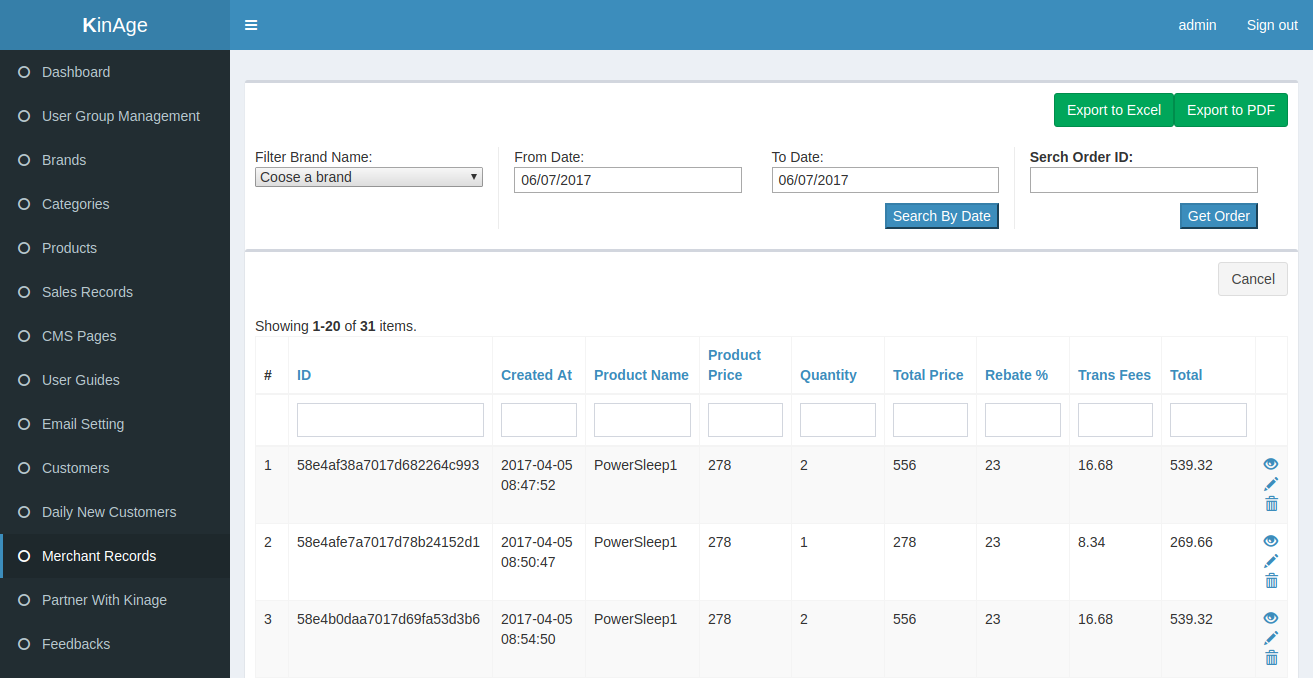 KinAge
admin Sign out
Dashboard
User Group Management
Brands
Categories
Products
Sales Records
CMS Pages
User Guides
Email Setting
Customers
Daily New Customers
Merchant Records
Partner With Kinage
Feedbacks
Export to Excel Export to PDF
Filter Brand Name: From Date: To Date: Serch Order ID:
Coose a brand 06/07/2017 06/07/2017
Search By Date Get Order
Cancel
Showing 1-20 of 31 items.
# ID Created At Product Name Product Price Quantity Total Price Rebate % Trans Fees Total
1 58e4af38a7017d682264c993 2017-04-05 PowerSleep1 278 2 556 23 16.68 539.32
08:47:52
2 58e4afe7a7017d78b24152d1 2017-04-05 PowerSleep1 278 1 278 23 8.34 269.66
08:50:47
3 58e4b0daa7017d69fa53d3b6 2017-04-05 PowerSleep1 278 2 556 23 16.68 539.32
08:54:50